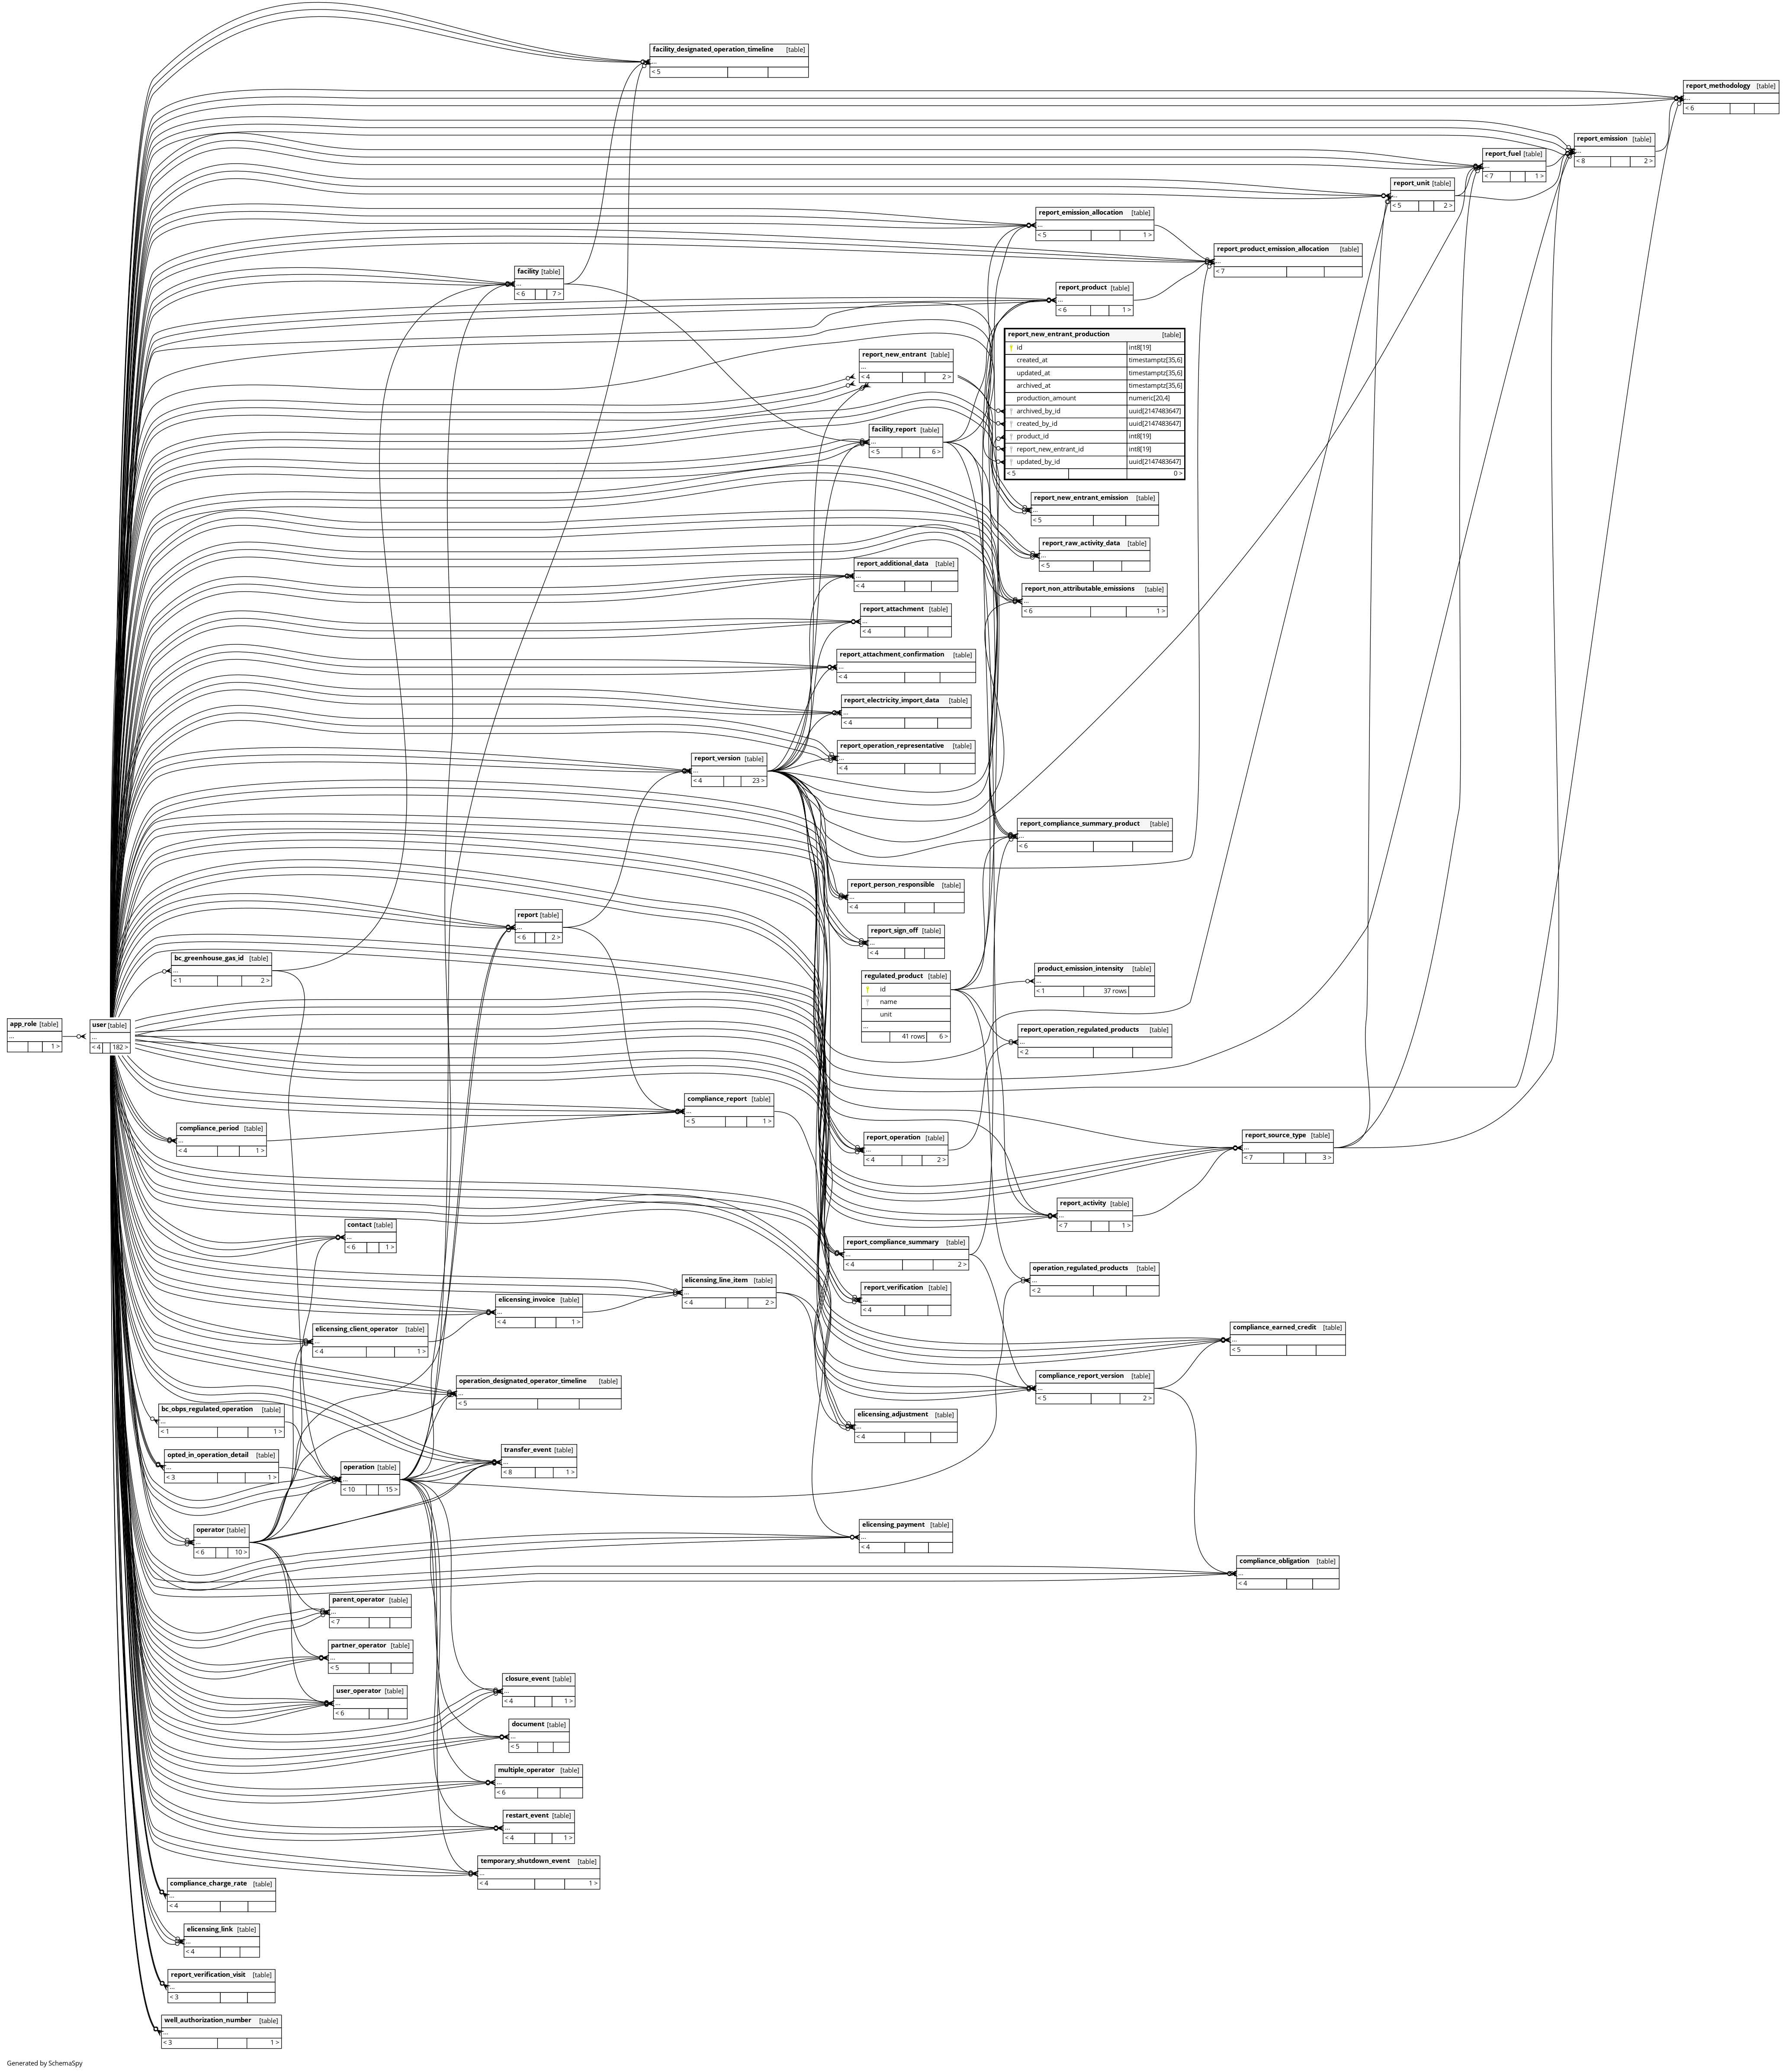 facility_designated_operation_timeline [table]
...
< 5
report_methodology [table]
...
< 6
report_emission [table]
...
< 8 2 >
report_fuel [table]
...
< 7 1 >
report_unit [table]
...
< 5 2 >
report_emission_allocation [table]
...
< 5 1 >
report_product_emission_allocation [table]
...
< 7
facility [table]
...
< 6 7 >
report_product [table]
...
< 6 1 >
report_new_entrant_production [table]
id int8[19]
created_at timestamptz[35,6]
updated_at timestamptz[35,6]
archived_at timestamptz[35,6]
production_amount numeric[20,4]
archived_by_id uuid[2147483647]
created_by_id uuid[2147483647]
product_id int8[19]
report_new_entrant_id int8[19]
updated_by_id uuid[2147483647]
< 5 0 >
report_new_entrant [table]
...
< 4 2 >
facility_report [table]
...
< 5 6 >
report_new_entrant_emission [table]
...
< 5
report_raw_activity_data [table]
...
< 5
report_additional_data [table]
...
< 4
report_non_attributable_emissions [table]
...
< 6 1 >
report_attachment [table]
...
< 4
report_attachment_confirmation [table]
...
< 4
report_electricity_import_data [table]
...
< 4
report_operation_representative [table]
...
< 4
report_version [table]
...
< 4 23 >
report_compliance_summary_product [table]
...
< 6
report_person_responsible [table]
...
< 4
report [table]
...
< 6 2 >
report_sign_off [table]
...
< 4
bc_greenhouse_gas_id [table]
...
< 1 2 >
product_emission_intensity [table]
...
< 1 37 rows
regulated_product [table]
id
name
unit
...
41 rows 6 >
app_role [table]
...
1 >
user [table]
...
< 4 182 >
report_operation_regulated_products [table]
...
< 2
compliance_report [table]
...
< 5 1 >
compliance_period [table]
...
< 4 1 >
report_operation [table]
...
< 4 2 >
report_source_type [table]
...
< 7 3 >
report_activity [table]
...
< 7 1 >
contact [table]
...
< 6 1 >
report_compliance_summary [table]
...
< 4 2 >
operation_regulated_products [table]
...
< 2
elicensing_line_item [table]
...
< 4 2 >
report_verification [table]
...
< 4
elicensing_invoice [table]
...
< 4 1 >
elicensing_client_operator [table]
...
< 4 1 >
compliance_earned_credit [table]
...
< 5
compliance_report_version [table]
...
< 5 2 >
operation_designated_operator_timeline [table]
...
< 5
bc_obps_regulated_operation [table]
...
< 1 1 >
elicensing_adjustment [table]
...
< 4
transfer_event [table]
...
< 8 1 >
opted_in_operation_detail [table]
...
< 3 1 >
operation [table]
...
< 10 15 >
elicensing_payment [table]
...
< 4
operator [table]
...
< 6 10 >
compliance_obligation [table]
...
< 4
parent_operator [table]
...
< 7
partner_operator [table]
...
< 5
closure_event [table]
...
< 4 1 >
user_operator [table]
...
< 6
document [table]
...
< 5
multiple_operator [table]
...
< 6
restart_event [table]
...
< 4 1 >
temporary_shutdown_event [table]
...
< 4 1 >
compliance_charge_rate [table]
...
< 4
elicensing_link [table]
...
< 4
report_verification_visit [table]
...
< 3
well_authorization_number [table]
...
< 3 1 >
Generated by SchemaSpy